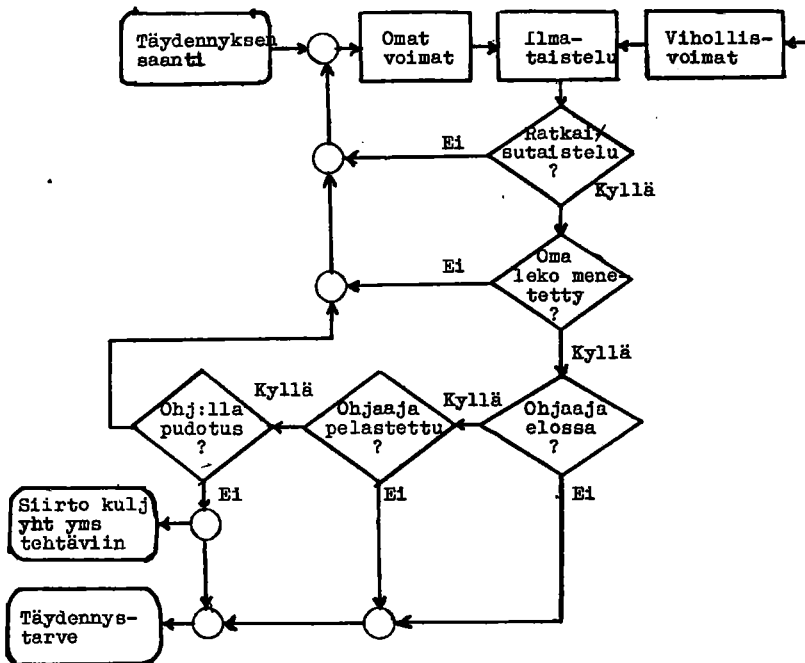 Täydennyksen
saanti
Omat
voimat
Ilma-
taistelu
Vihollis-
voimat
Ratkai/
sutaistelu
?
Ei
Kyllä
Oma
leko mene-
tetty
?
Ei
Kyllä
Ohjaaja
elossa
?
Kyllä
Ei
Ohjaaja
pelastettu
?
Kyllä
Ei
Ohj:lla
pudotus
?
Ei
Siirto kulj
yht yms
tehtäviin
Täydennys-
tarve